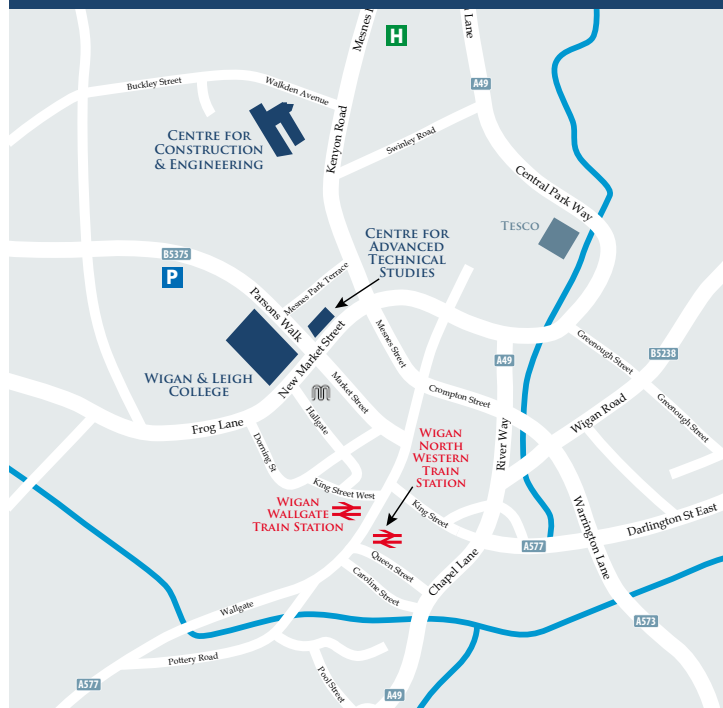 Mesnes
H
Lane
A49
Buckley Street
Walkden Avenue
CENTRE FOR
CONSTRUCTION
& ENGINEERING
Kenyon Road
Swinley Road
Central Park Way
TESCO
CENTRE FOR
ADVANCED
TECHNICAL
STUDIES
B5375
P
Mesnes Park Terrace
Parsons Walk
New Market Street
Mesnes Street
Greenough Street
B5238
A49
WIGAN & LEIGH
COLLEGE
Market Street
Crompton Street
Greenough Street
Hallgate
Wigan Road
Frog Lane
Dorning St
WIGAN
NORTH
WESTERN
TRAIN
STATION
River Way
King Street West
WIGAN
WALLGATE
TRAIN STATION
King Street
Warrington Lane
Darlington St East
A577
Queen Street
Caroline Street
Chapel Lane
Wallgate
A573
Pottery Road
Pool Street
A577
A49